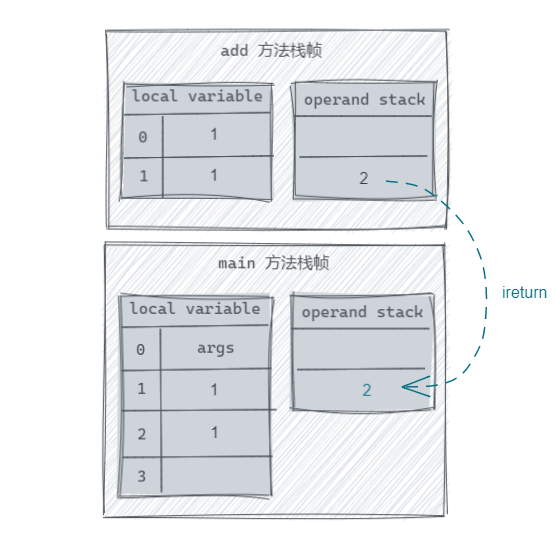 add 方法栈帧
local variable
operand stack
0 1
1 1
2
main 方法栈帧
ireturn
local variable
operand stack
0 args
1 1
2
2 1
3